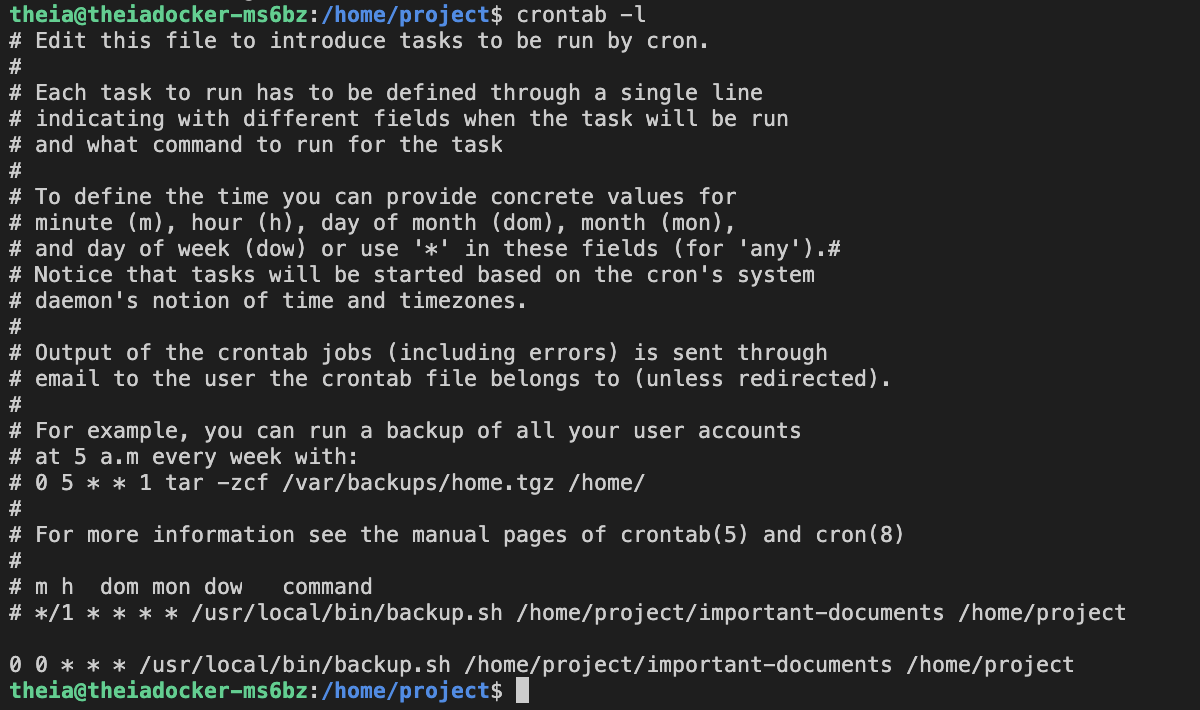 theia@theiadocker-ms6bz:/home/project$ crontab -l
# Edit this file to introduce tasks to be run by cron.
#
# Each task to run has to be defined through a single line
# indicating with different fields when the task will be run
# and what command to run for the task
#
# To define the time you can provide concrete values for
# minute (m), hour (h), day of month (dom), month (mon),
# and day of week (dow) or use '*' in these fields (for 'any').#
# Notice that tasks will be started based on the cron's system
# daemon's notion of time and timezones.
#
# Output of the crontab jobs (including errors) is sent through
# email to the user the crontab file belongs to (unless redirected).
#
# For example, you can run a backup of all your user accounts
# at 5 a.m every week with:
# 0 5 * * 1 tar -zcf /var/backups/home.tgz /home/
#
# For more information see the manual pages of crontab(5) and cron(8)
#
# m h  dom mon dow   command
# */1 * * * * /usr/local/bin/backup.sh /home/project/important-documents /home/project

0 0 * * * /usr/local/bin/backup.sh /home/project/important-documents /home/project
theia@theiadocker-ms6bz:/home/project$